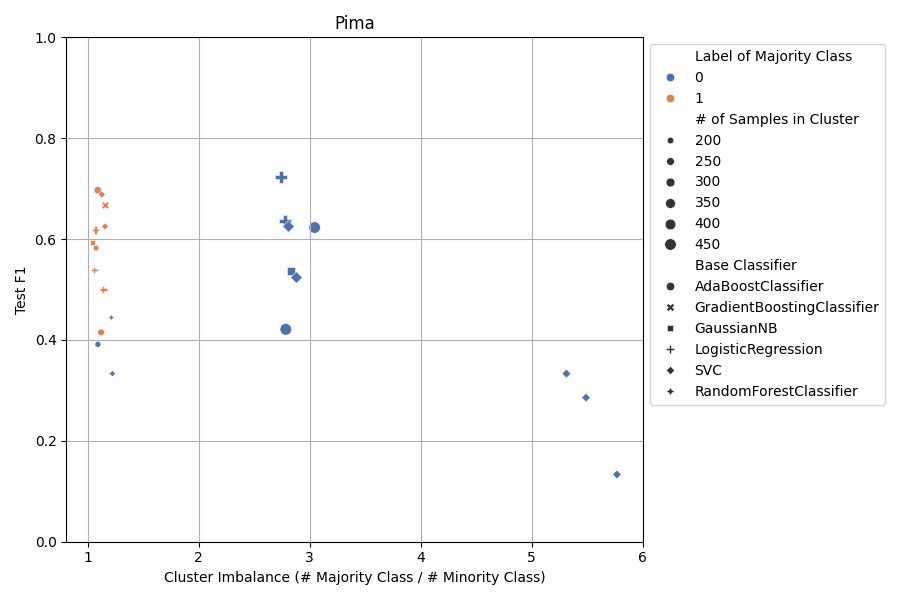 Pima
1.0
0.8
0.6
0.4
0.2
0.0
Test F1
1
2
3
4
5
6
Cluster Imbalance (# Majority Class / # Minority Class)
Label of Majority Class
0
1
# of Samples in Cluster
200
250
300
350
400
450
Base Classifier
AdaBoostClassifier
GradientBoostingClassifier
GaussianNB
LogisticRegression
SVC
RandomForestClassifier